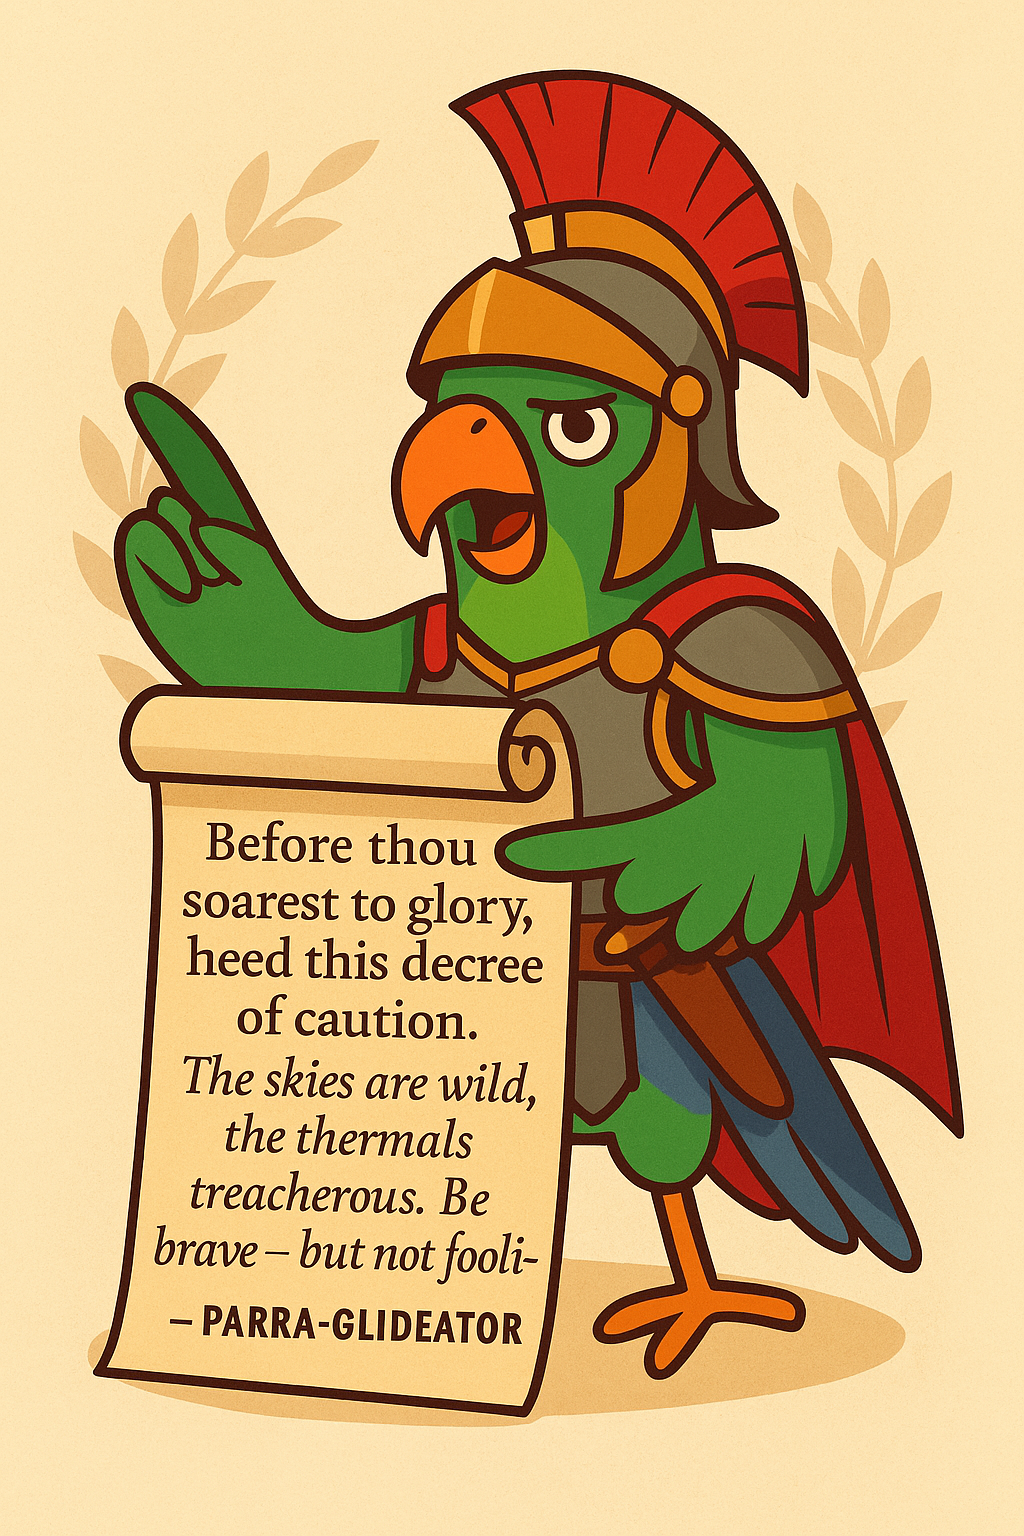 Before thou
soarest to glory,
heed this decree
of caution.
The skies are wild,
the thermals
treacherous. Be
brave – but not fooli-
– PARRA-GLIDEATOR